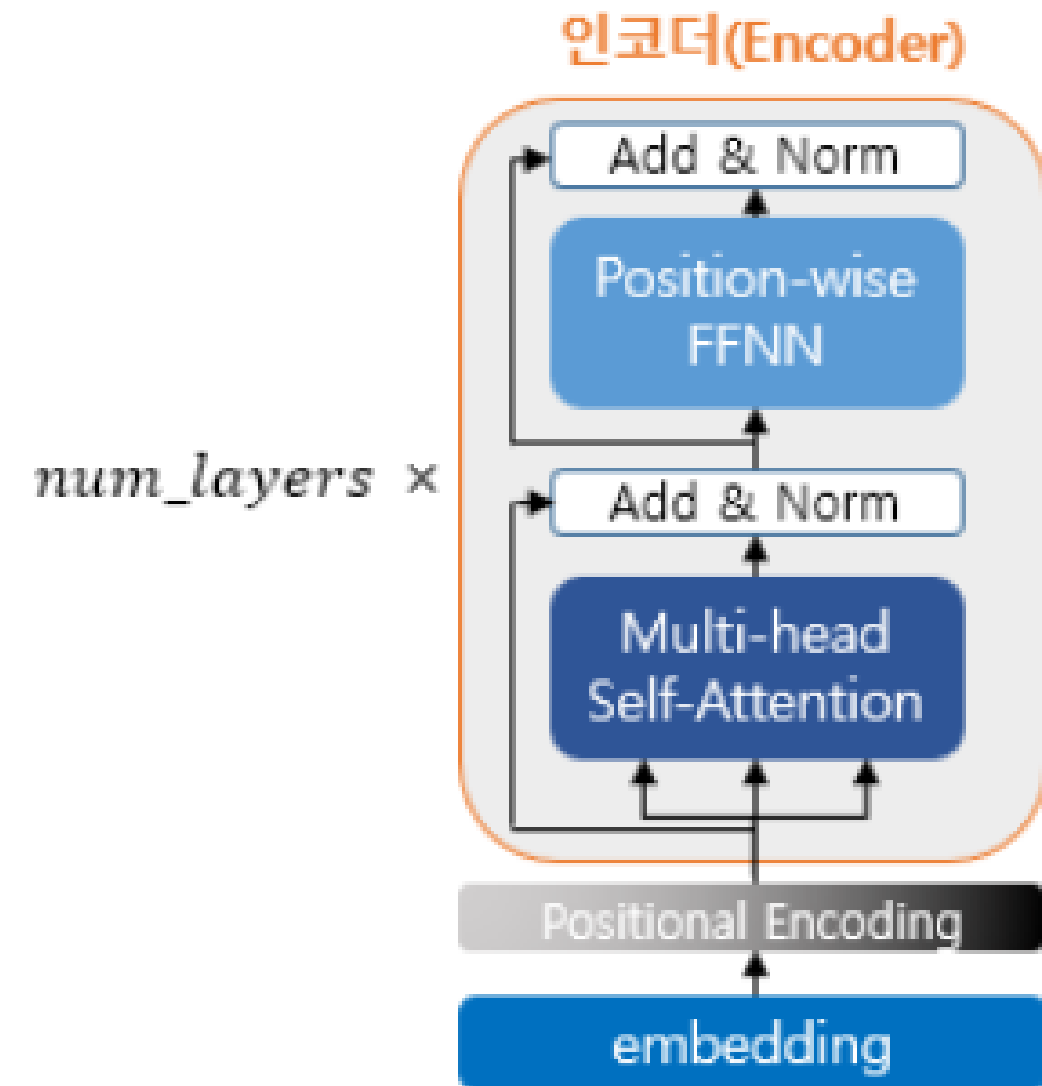 인코더(Encoder)
Add & Norm
Position-wise
FFNN
num_layers ×
Add & Norm
Multi-head
Self-Attention
Positional Encoding
embedding